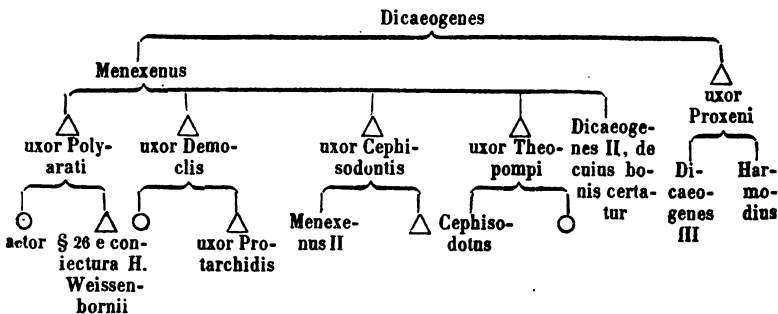 Dicaeogenes
Menexenus
uxor
Proxeni
uxor Poly-
arati
uxor Demo-
clis
uxor Cephi-
sodontis
uxor Theo-
pompi
Dicaeoge-
nes II, de
cuius bo-
nis certa-
tur
Di-
caeo-
genes
III
Har-
mo-
dius
actor
§ 26 e con-
iectura H.
Weissen-
bornii
uxor Pro-
tarchidis
Menexe-
nus II
Cephiso-
dotus